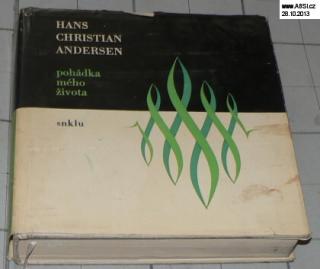 www.ABSI.cz
28.10.2013
HANS
CHRISTIAN
ANDERSEN
pohádka
mého
života
snklu